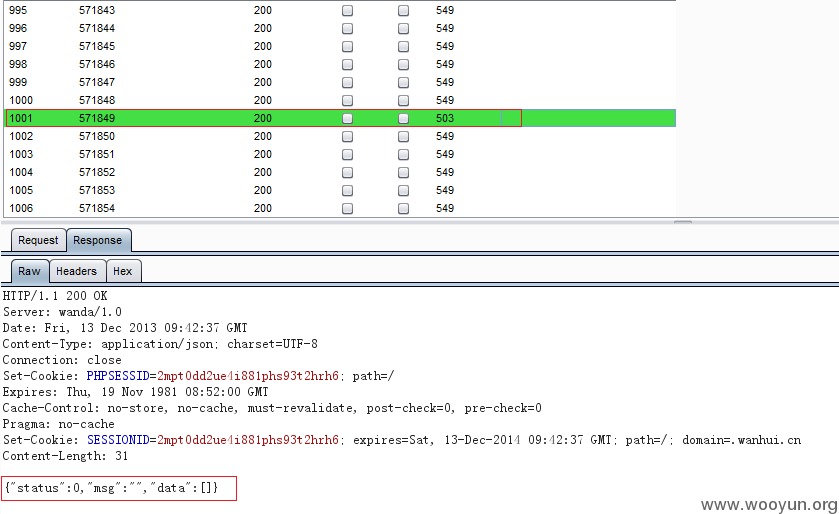 995 571843 200 549
996 571844 200 549
997 571845 200 549
998 571846 200 549
999 571847 200 549
1000 571848 200 549
1001 571849 200 503
1002 571850 200 549
1003 571851 200 549
1004 571852 200 549
1005 571853 200 549
1006 571854 200 549
Request Response
Raw Headers Hex
HTTP/1.1 200 OK
Server: wanda/1.0
Date: Fri, 13 Dec 2013 09:42:37 GMT
Content-Type: application/json; charset=UTF-8
Connection: close
Set-Cookie: PHPSESSID=2mpt0dd2ue4i881phs93t2hrh6; path=/
Expires: Thu, 19 Nov 1981 08:52:00 GMT
Cache-Control: no-store, no-cache, must-revalidate, post-check=0, pre-check=0
Pragma: no-cache
Set-Cookie: SESSIONID=2mpt0dd2ue4i881phs93t2hrh6; expires=Sat, 13-Dec-2014 09:42:37 GMT; path=/; domain=.wanhui.cn
Content-Length: 31
{"status":0,"msg":"","data":[]}
www.wooyun.org